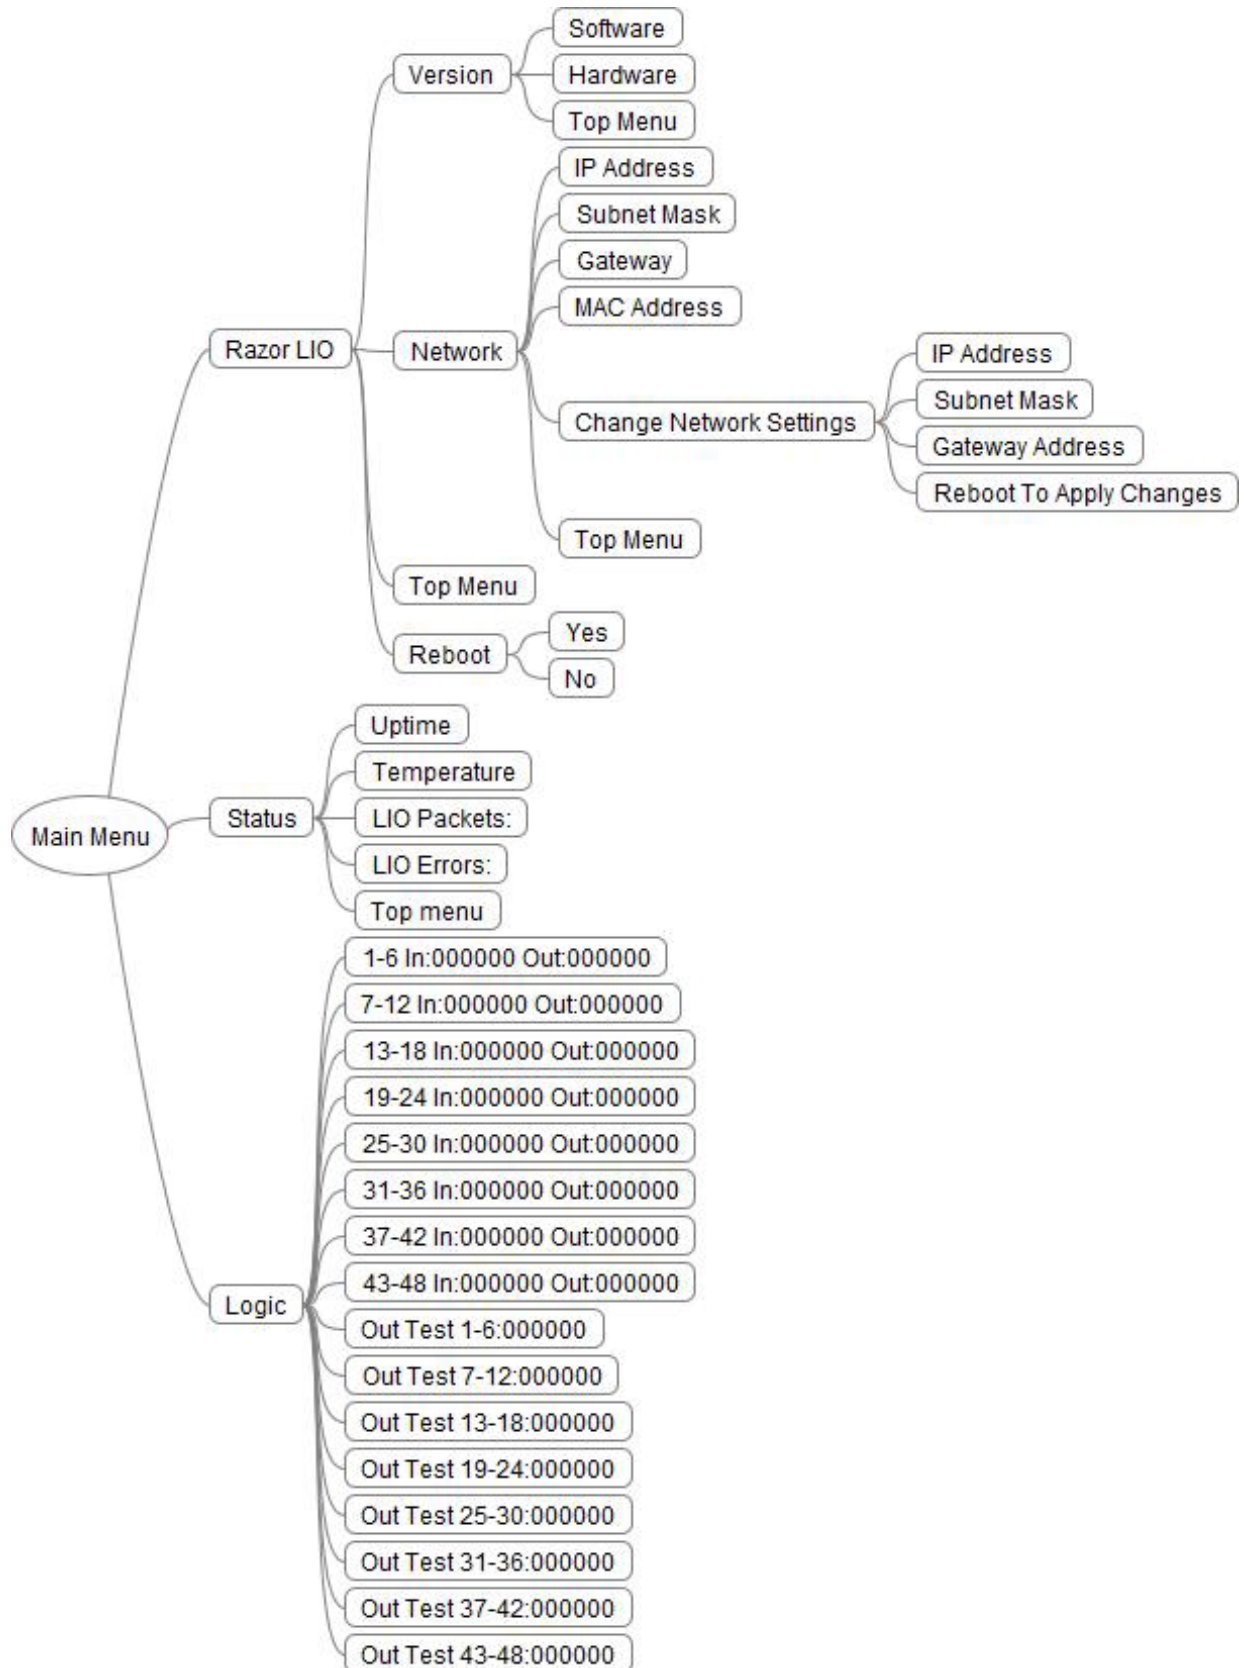 Software
Version
Hardware
Top Menu
IP Address
Subnet Mask
Gateway
MAC Address
Razor LIO
Network
IP Address
Subnet Mask
Change Network Settings
Gateway Address
Reboot To Apply Changes
Top Menu
Top Menu
Yes
Reboot
No
Uptime
Temperature
Status
LIO Packets:
Main Menu
LIO Errors:
Top menu
1-6 In:000000 Out:000000
7-12 In:000000 Out:000000
13-18 In:000000 Out:000000
19-24 In:000000 Out:000000
25-30 In:000000 Out:000000
31-36 In:000000 Out:000000
37-42 In:000000 Out:000000
43-48 In:000000 Out:000000
Logic
Out Test 1-6:000000
Out Test 7-12:000000
Out Test 13-18:000000
Out Test 19-24:000000
Out Test 25-30:000000
Out Test 31-36:000000
Out Test 37-42:000000
Out Test 43-48:000000